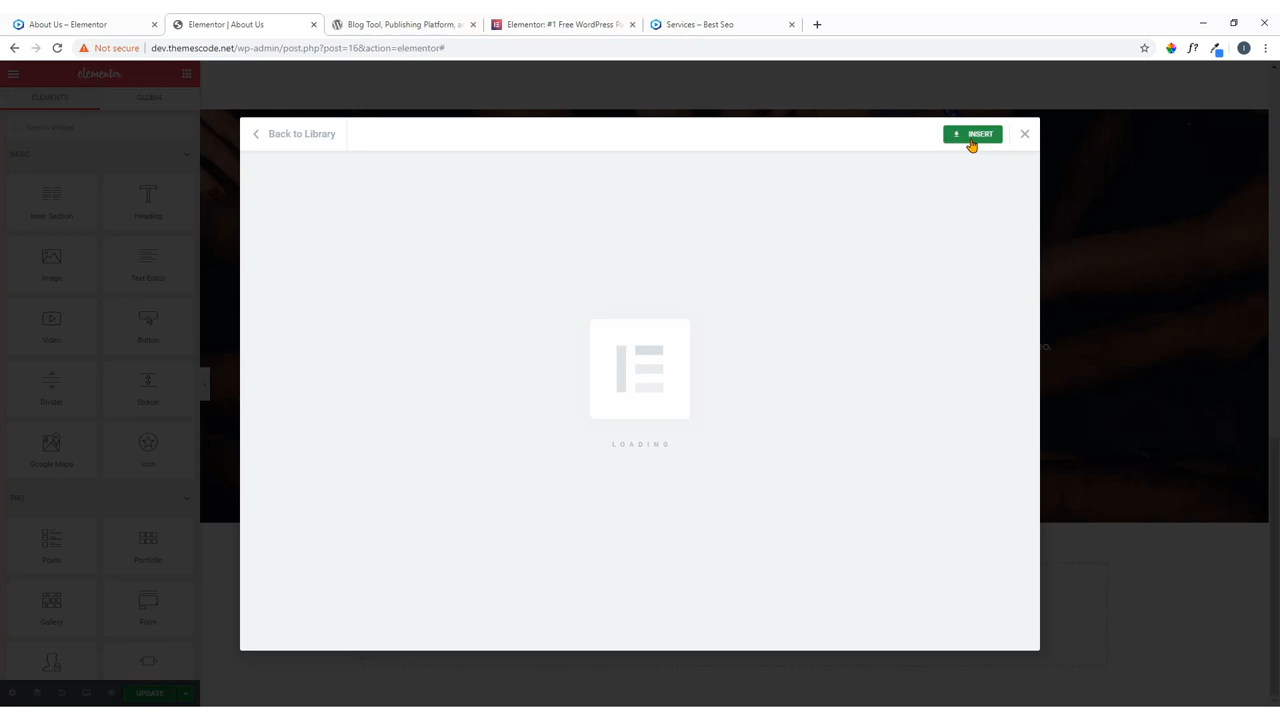 About Us – Elementor
Elementor | About Us
Blog Tool, Publishing Platform, a
Elementor: #1 Free WordPress Pa
Services – Best Seo
Not secure
dev.themescode.net/wp-admin/post.php?post=16&action=elementor#
elementor
ELEMENTS
GLOBAL
Search Widget
BASIC
Inner Section
Heading
Image
Text Editor
Video
Button
Divider
Spacer
Google Maps
Icon
PRO
Posts
Portfolio
Gallery
Form
UPDATE
Back to Library
INSERT
LOADING